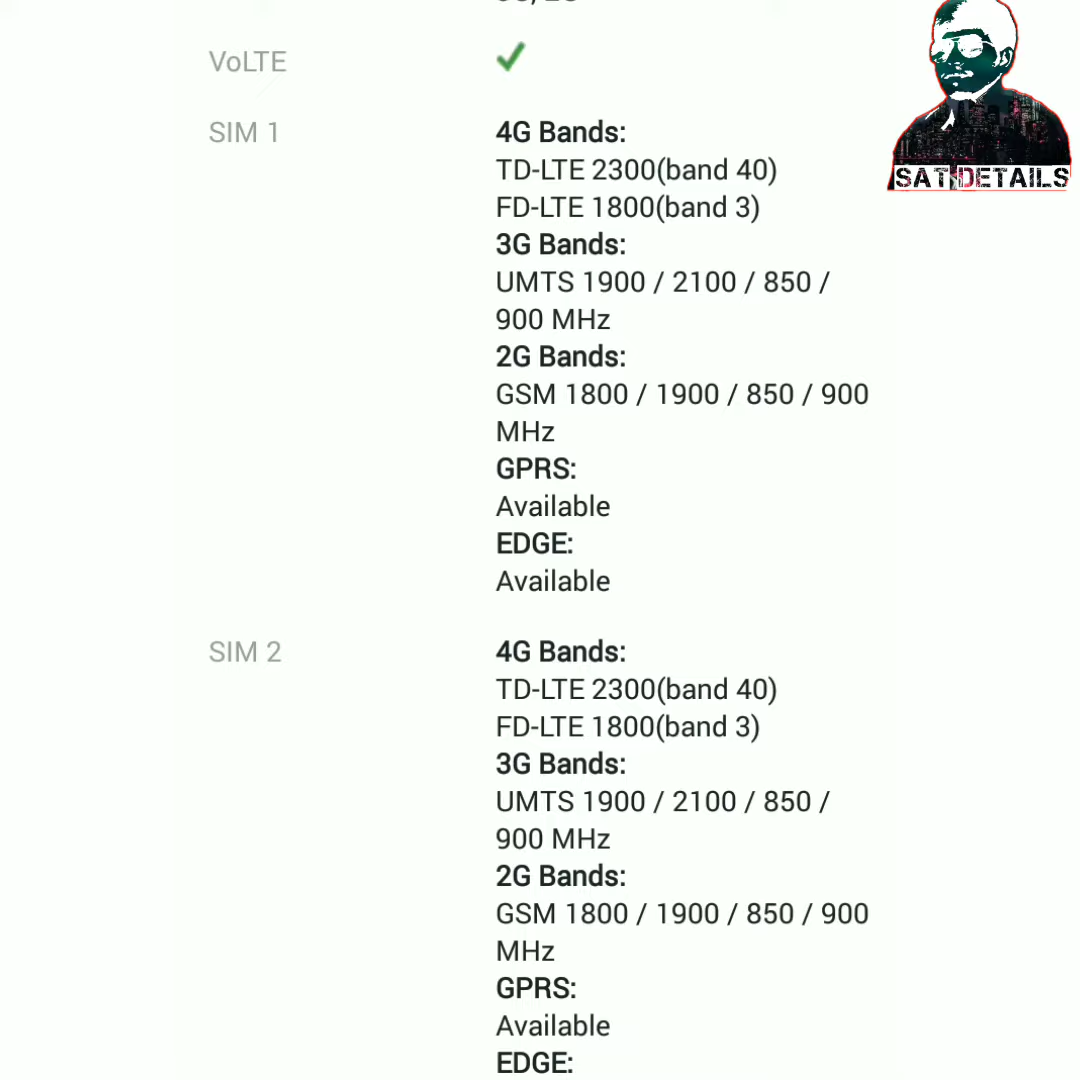 VoLTE
SIM 1
4G Bands:
TD-LTE 2300(band 40)
FD-LTE 1800(band 3)
3G Bands:
UMTS 1900 / 2100 / 850 /
900 MHz
2G Bands:
GSM 1800 / 1900 / 850 / 900
MHz
GPRS:
Available
EDGE:
Available
SIM 2
4G Bands:
TD-LTE 2300(band 40)
FD-LTE 1800(band 3)
3G Bands:
UMTS 1900 / 2100 / 850 /
900 MHz
2G Bands:
GSM 1800 / 1900 / 850 / 900
MHz
GPRS:
Available
EDGE:
SAT DETAILS